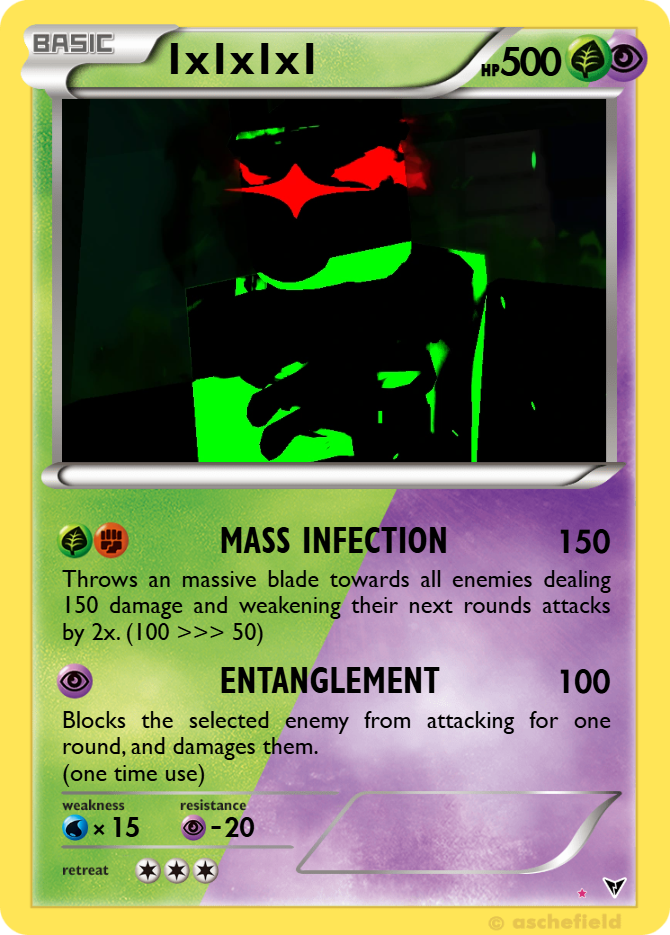 BASIC
lxlxlxl
HP500
MASS INFECTION 150
Throws an massive blade towards all enemies dealing
150 damage and weakening their next rounds attacks
by 2x. (100 >>> 50)
ENTANGLEMENT 100
Blocks the selected enemy from attacking for one
round, and damages them.
(one time use)
weakness resistance
× 15 -20
retreat
© aschefield